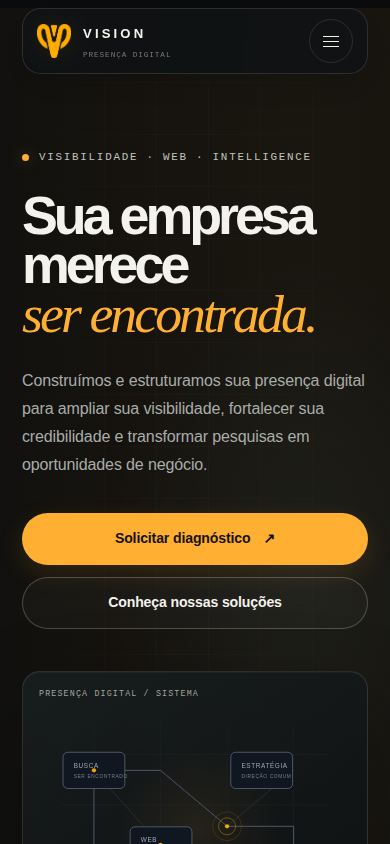 VISION
PRESENÇA DIGITAL
VISIBILIDADE · WEB · INTELLIGENCE
Sua empresa
merece
ser encontrada.
Construímos e estruturamos sua presença digital
para ampliar sua visibilidade, fortalecer sua
credibilidade e transformar pesquisas em
oportunidades de negócio.
Solicitar diagnóstico ↗
Conheça nossas soluções
PRESENÇA DIGITAL / SISTEMA
BUSCA
SER ENCONTRADO
ESTRATÉGIA
DIREÇÃO COMUM
WEB